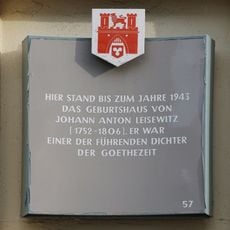 HIER STAND BIS ZUM JAHRE 1943
DAS GEBURTSHAUS VON
JOHANN ANTON LEISEWITZ
(1752-1806). ER WAR
EINER DER FÜHRENDEN DICHTER
DER GOETHEZEIT
57